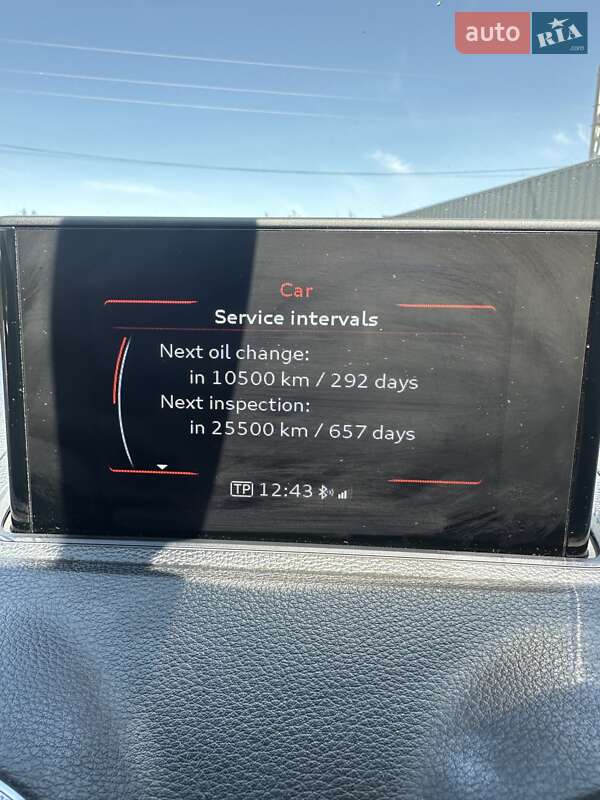 auto RIA
.com
Car
Service intervals
Next oil change:
in 10500 km / 292 days
Next inspection:
in 25500 km / 657 days
TP 12:43